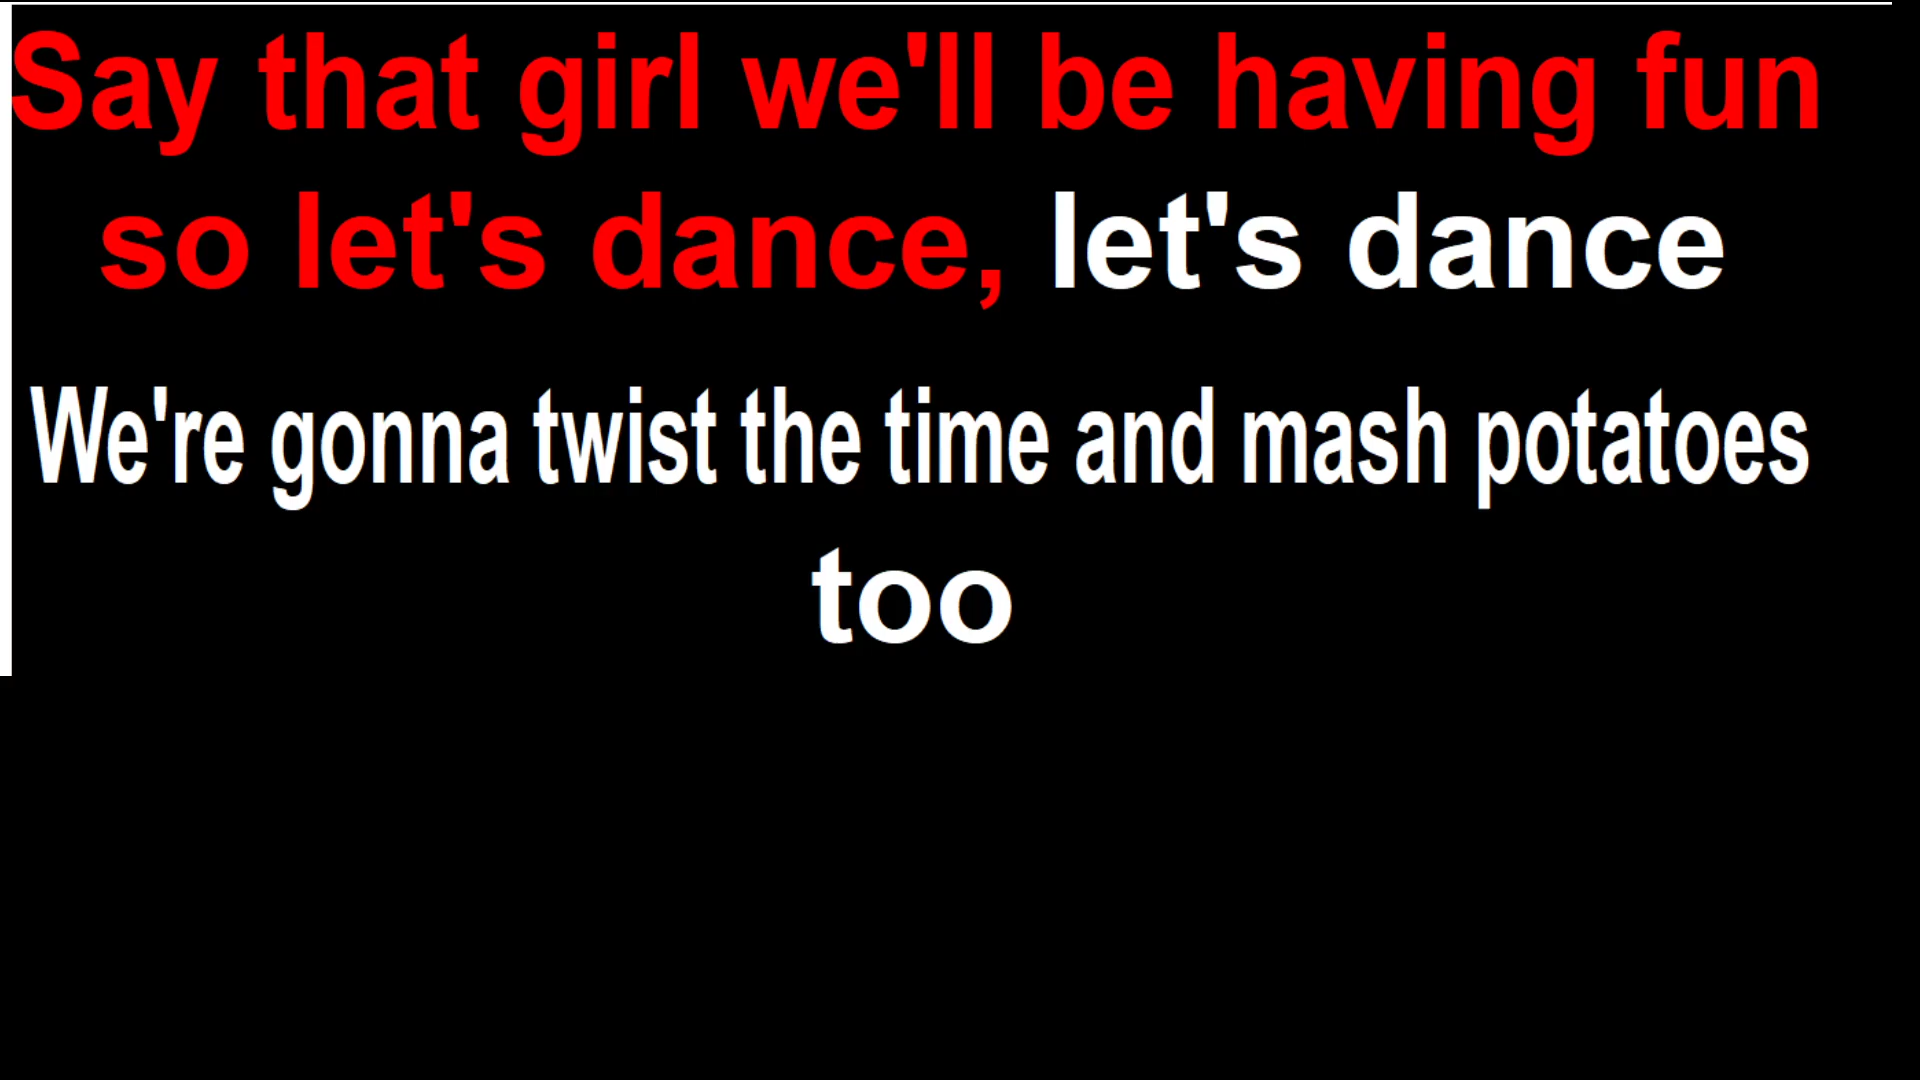 Say that girl we'll be having fun
so let's dance, let's dance
We're gonna twist the time and mash potatoes
too